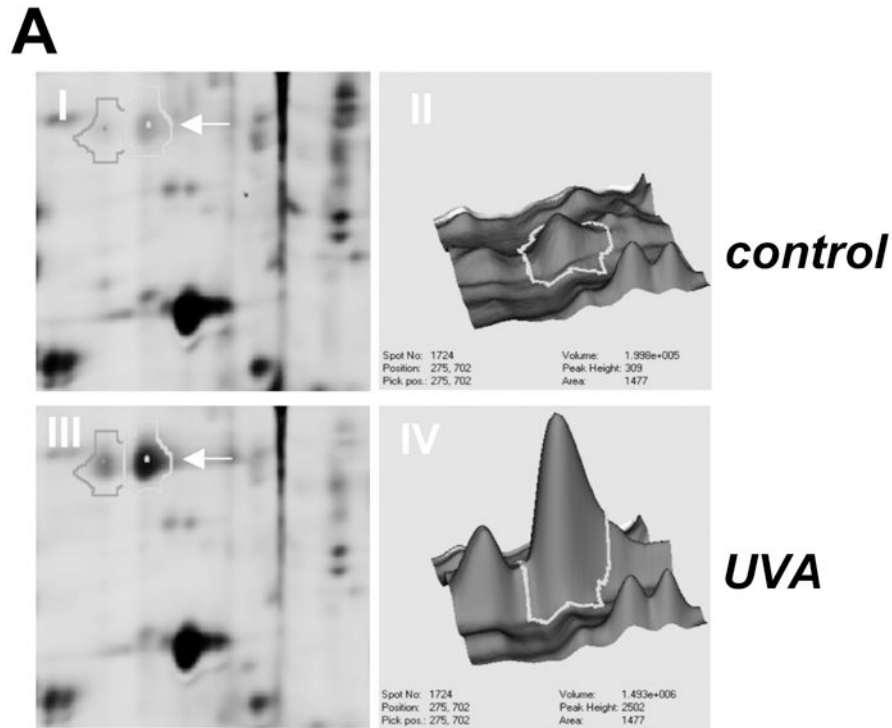 A
I
II
control
Spot No: 1724
Position: 275, 702
Pick pos.: 275, 702
Volume: 1.998e+005
Peak Height: 309
Area: 1477
III
IV
UVA
Spot No: 1724
Position: 275, 702
Pick pos.: 275, 702
Volume: 1.493e+006
Peak Height: 2502
Area: 1477